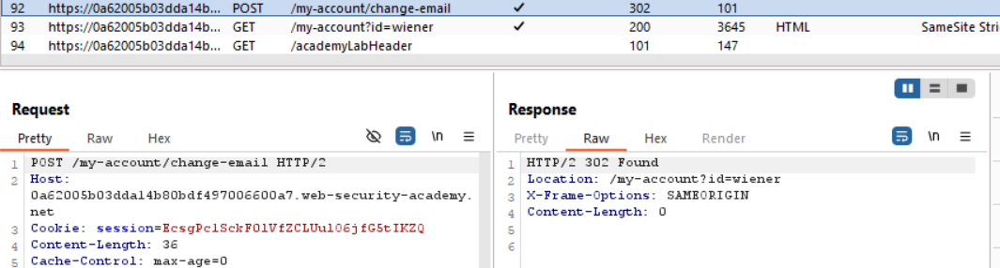 92 https://0a62005b03dda14b... POST /my-account/change-email ✓ 302 101
93 https://0a62005b03dda14b... GET /my-account?id=wiener ✓ 200 3645 HTML SameSite Stri
94 https://0a62005b03dda14b... GET /academyLabHeader 101 147
Request
Pretty Raw Hex \n
1 POST /my-account/change-email HTTP/2
2 Host:
0a62005b03dda14b80bdf497006600a7.web-security-academy.
net
3 Cookie: session=EcsgPclSckF0lVfZCLUul06jfG5tIKZQ
4 Content-Length: 36
5 Cache-Control: max-age=0
Response
Pretty Raw Hex Render \n
1 HTTP/2 302 Found
2 Location: /my-account?id=wiener
3 X-Frame-Options: SAMEORIGIN
4 Content-Length: 0
5
6